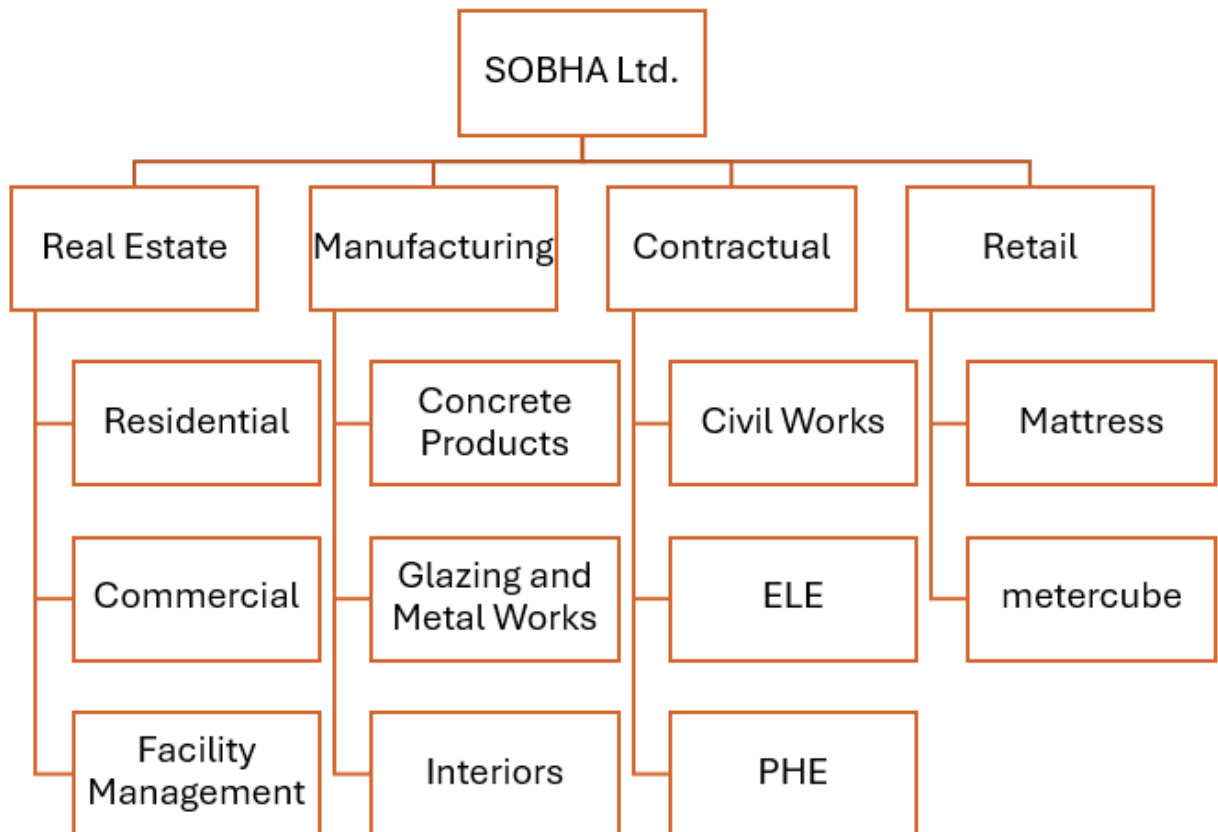 SOBHA Ltd.
Real Estate
Manufacturing
Contractual
Retail
Residential
Concrete
Products
Civil Works
Mattress
Commercial
Glazing and
Metal Works
ELE
metercube
Facility
Management
Interiors
PHE